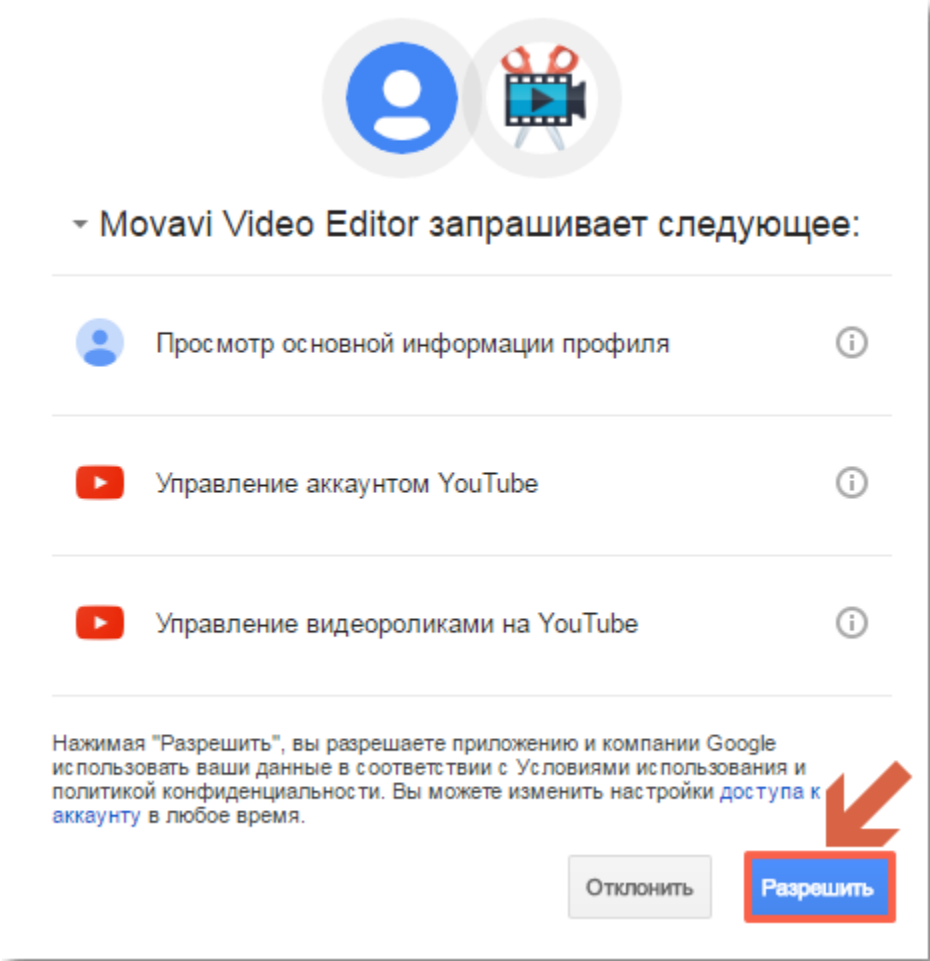 Movavi Video Editor запрашивает следующее:
Просмотр основной информации профиля
Управление аккаунтом YouTube
Управление видеороликами на YouTube
Нажимая "Разрешить", вы разрешаете приложению и компании Google
использовать ваши данные в соответствии с Условиями использования и
политикой конфиденциальности. Вы можете изменить настройки доступа к
аккаунту в любое время.
Отклонить
Разрешить